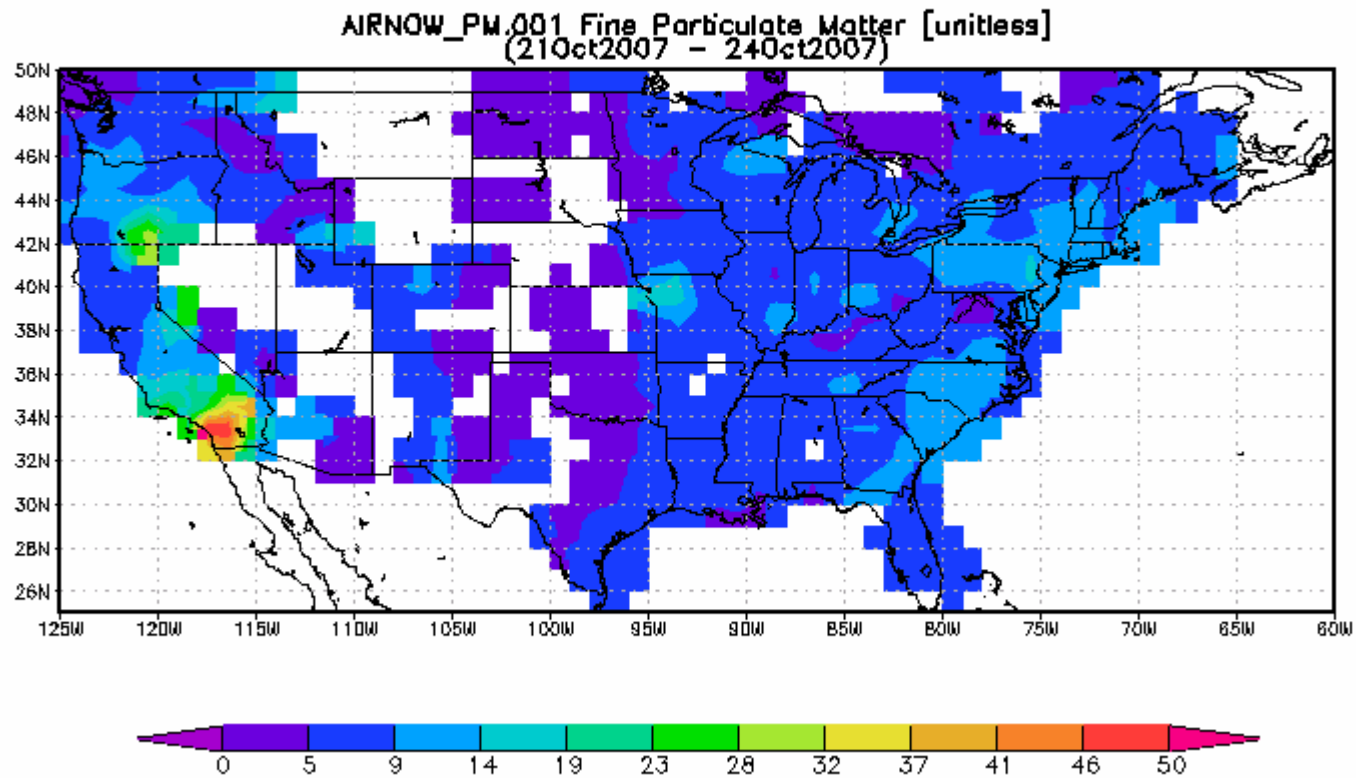 AIRNOW_PM.001 Fine Particulate Matter [unitless]
(21Oct2007 - 24Oct2007)
50N
48N
46N
44N
42N
40N
38N
36N
34N
32N
30N
28N
26N
125W 120W 115W 110W 105W 100W 95W 90W 85W 80W 75W 70W 65W 60W
0 5 9 14 19 23 28 32 37 41 46 50